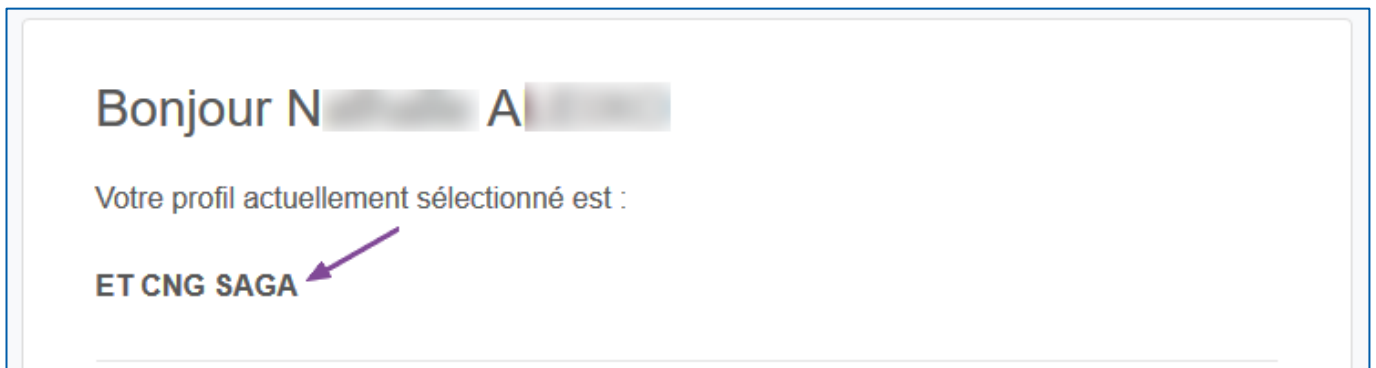 Bonjour N A
Votre profil actuellement sélectionné est :
ET CNG SAGA